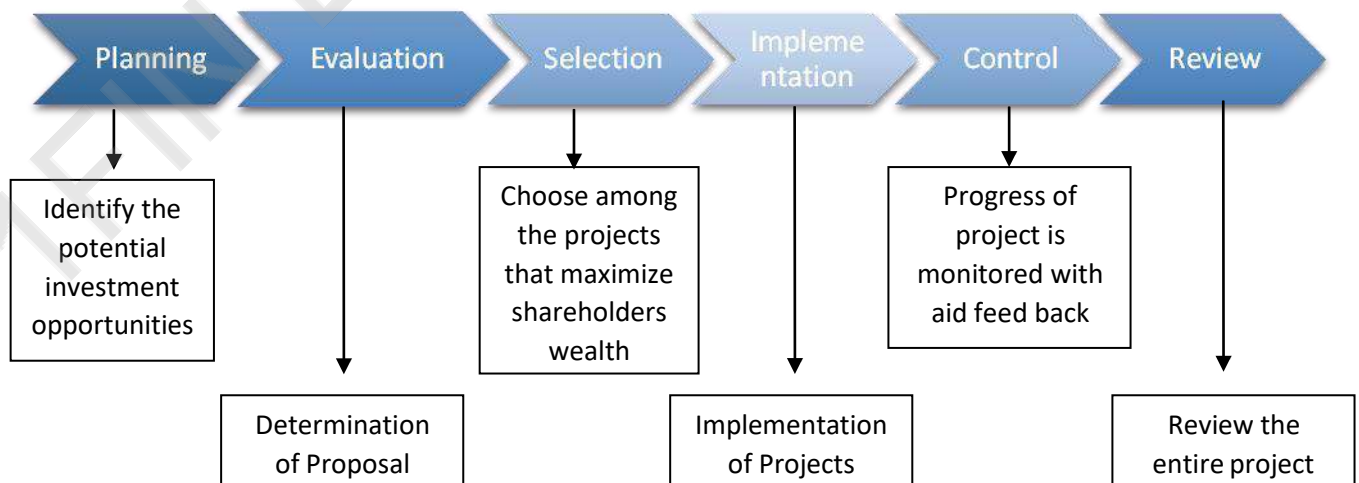 Planning
Evaluation
Selection
Impleme
ntation
Control
Review
Identify the
potential
investment
opportunities
Choose among
the projects
that maximize
shareholders
wealth
Progress of
project is
monitored with
aid feed back
Determination
of Proposal
Implementation
of Projects
Review the
entire project